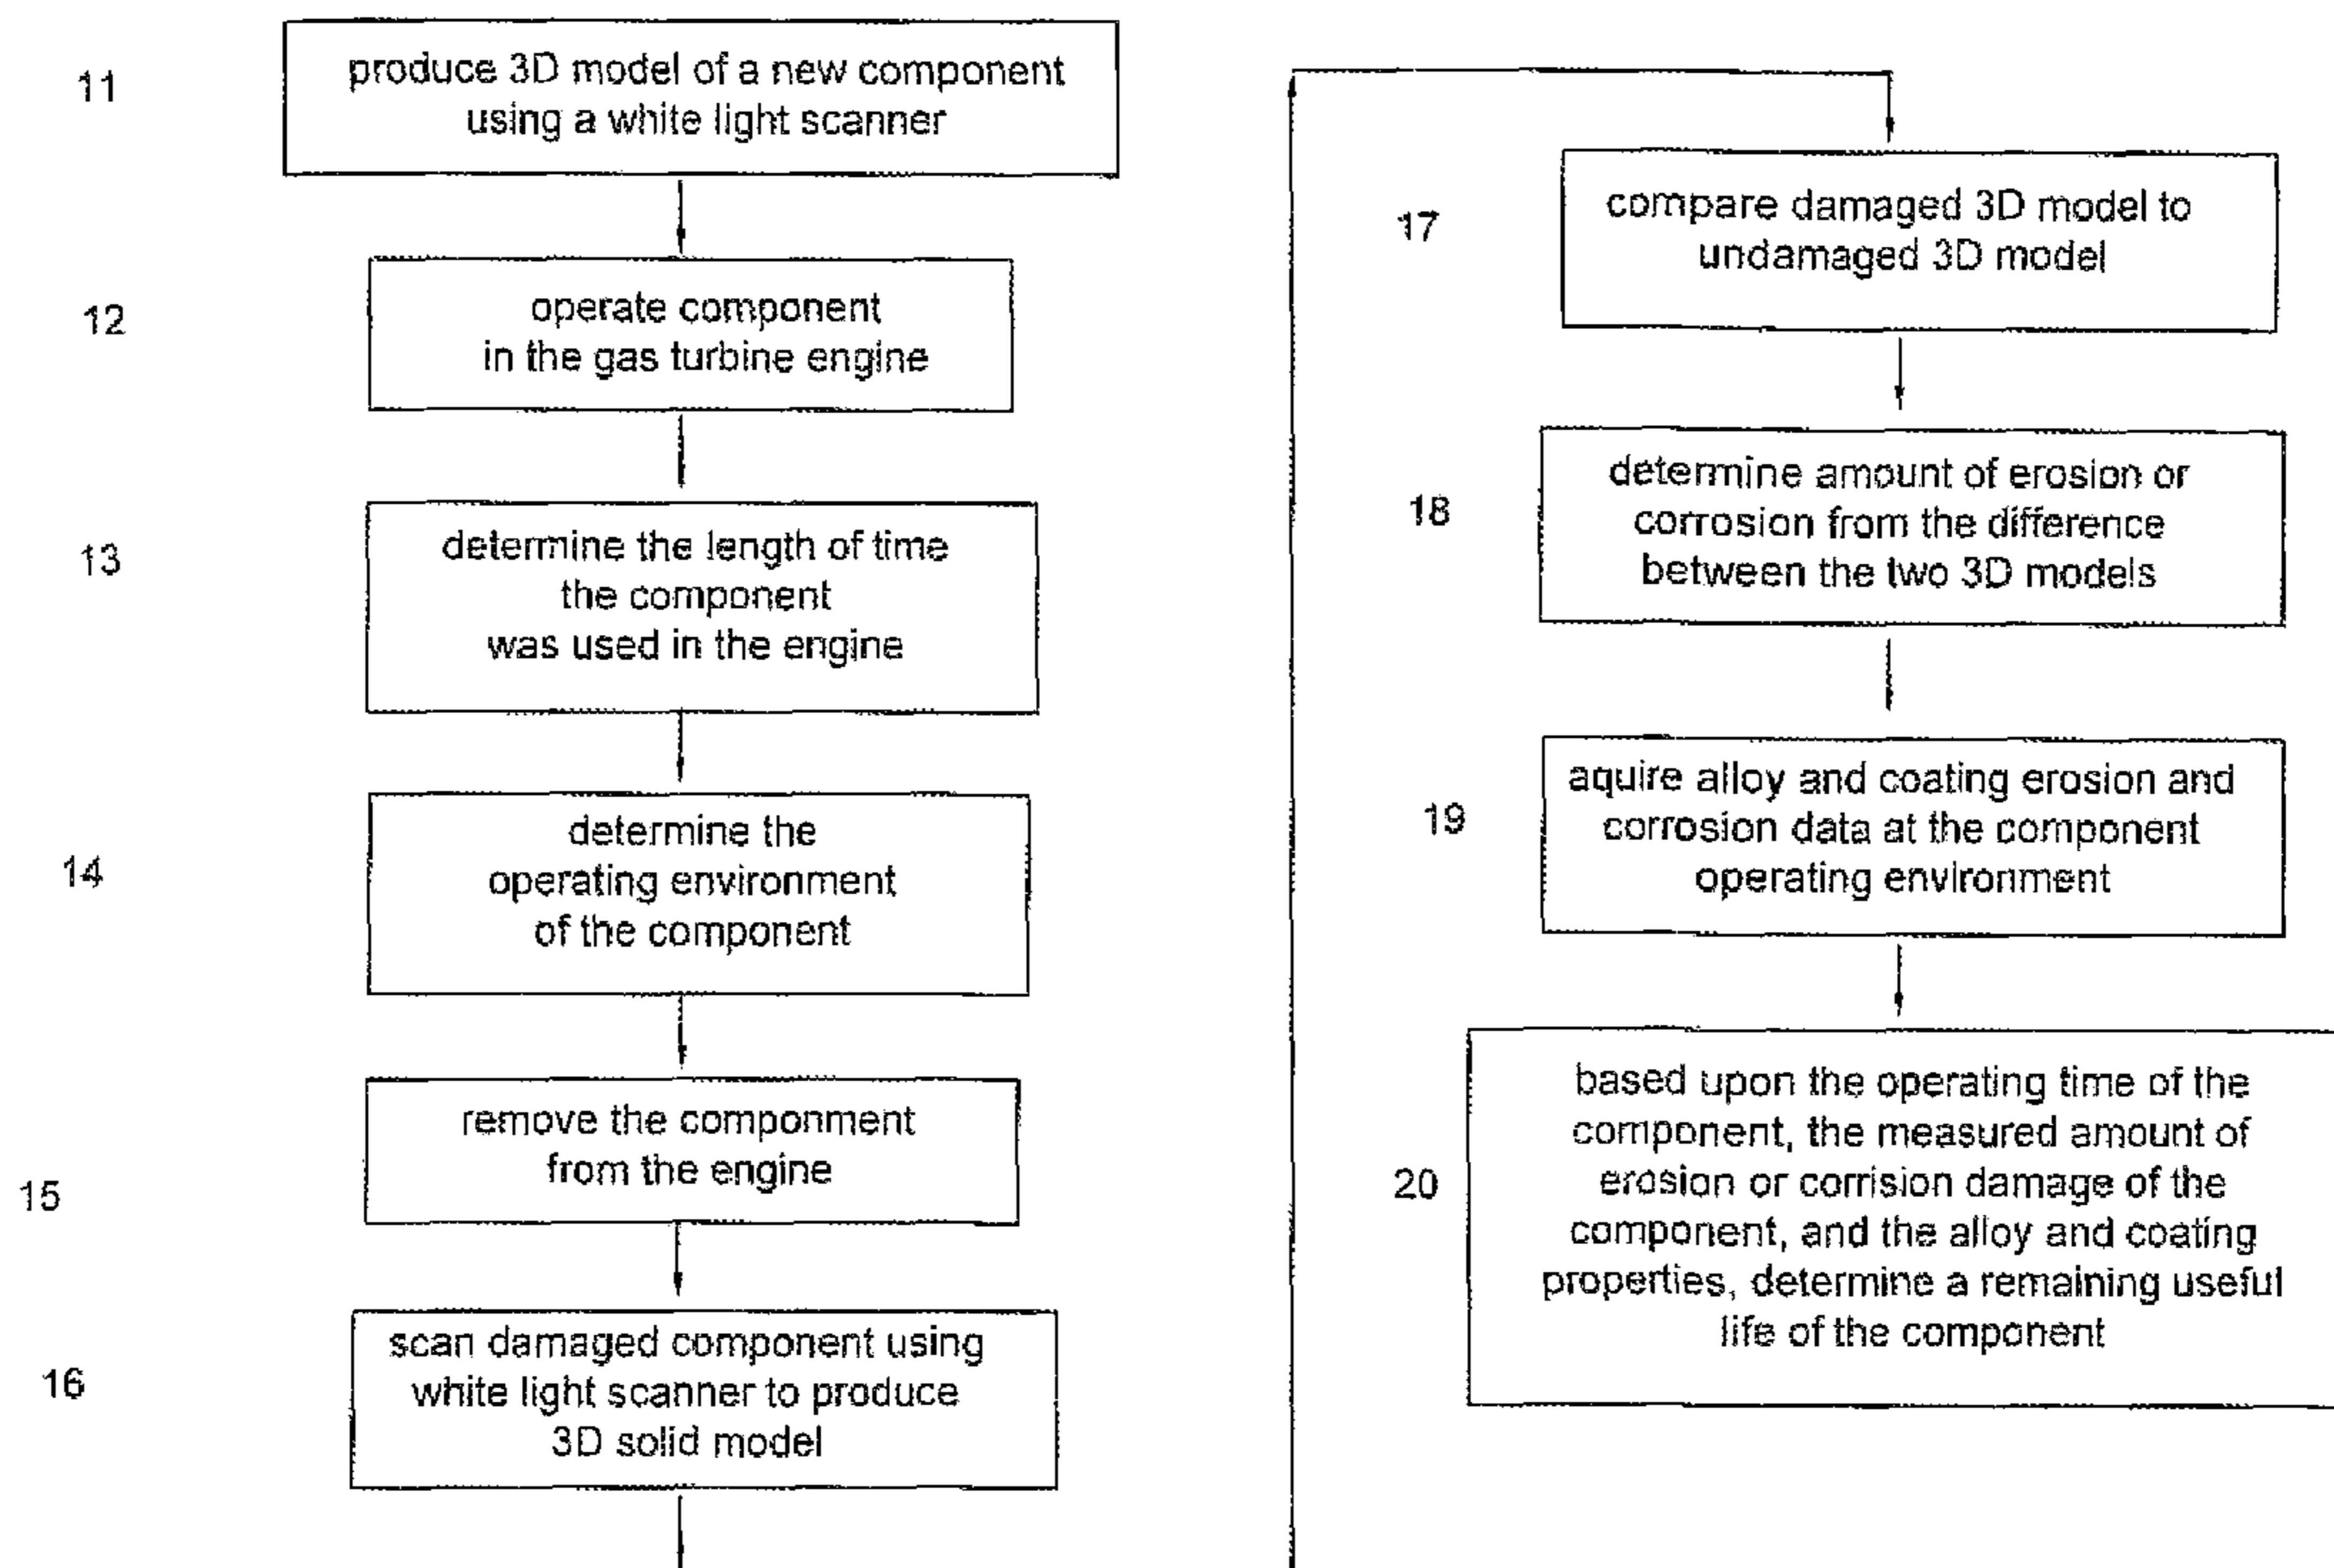 11
produce 3D model of a new component
using a white light scanner
12
operate component
in the gas turbine engine
13
determine the length of time
the component
was used in the engine
14
determine the
operating environment
of the component
15
remove the componment
from the engine
16
scan damaged component using
white light scanner to produce
3D solid model
17
compare damaged 3D model to
undamaged 3D model
18
determine amount of erosion or
corrosion from the difference
between the two 3D models
19
aquire alloy and coating erosion and
corrosion data at the component
operating environment
20
based upon the operating time of the
component, the measured amount of
erosion or corrision damage of the
component, and the alloy and coating
properties, determine a remaining useful
life of the component